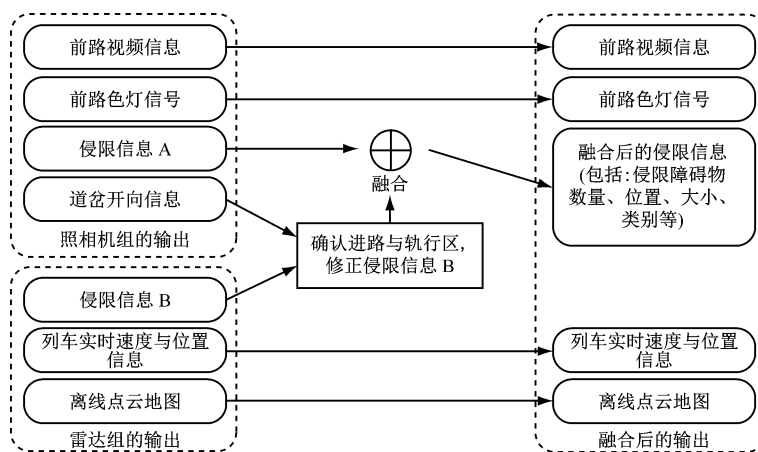 前路视频信息
前路色灯信号
侵限信息 A
道岔开向信息
照相机组的输出
侵限信息 B
列车实时速度与位置
信息
离线点云地图
雷达组的输出
融合
确认进路与轨行区,
修正侵限信息 B
前路视频信息
前路色灯信号
融合后的侵限信息
(包括:侵限障碍物
数量、位置、大小、
类别等)
列车实时速度与位置
信息
离线点云地图
融合后的输出